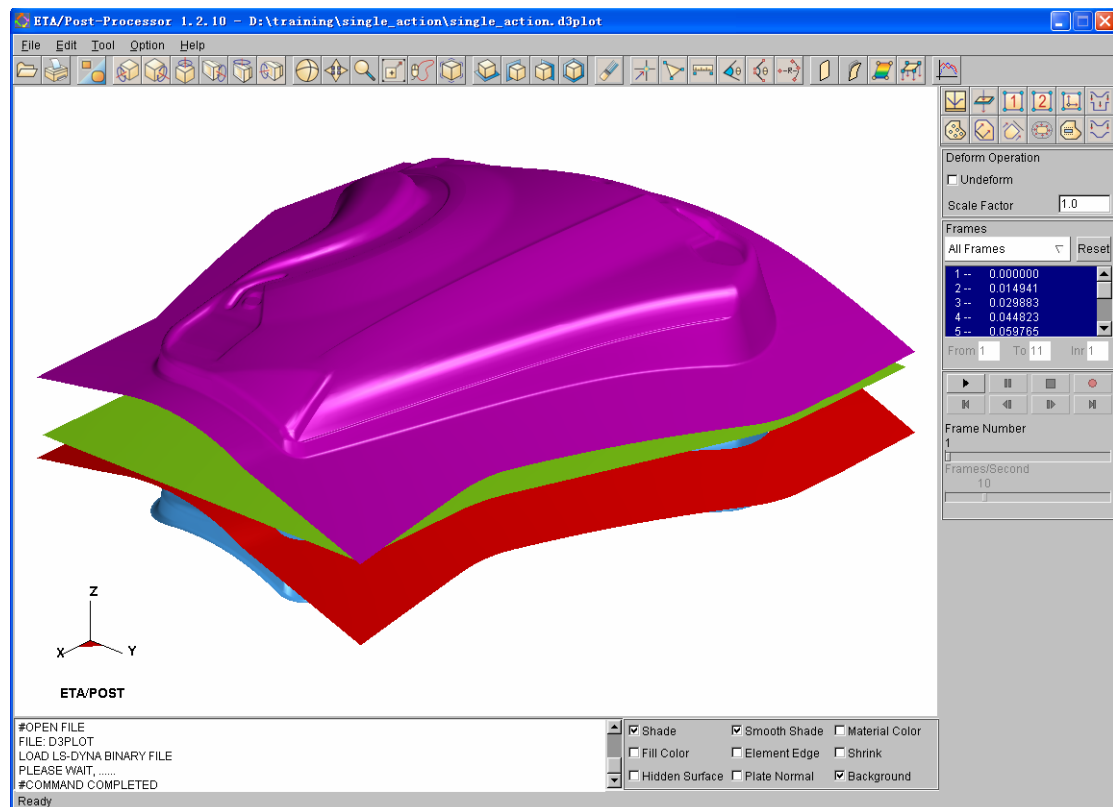 ETA/Post-Processor 1.2.10 - D:\training\single_action\single_action.d3plot
File Edit Tool Option Help
1 2
Deform Operation
Undeform
Scale Factor 1.0
Frames
All Frames Reset
1 -- 0.000000
2 -- 0.014941
3 -- 0.029883
4 -- 0.044823
5 -- 0.059765
From 1 To 11 Inr 1
Frame Number
1
Frames/Second
10
Z
X Y
ETA/POST
#OPEN FILE
FILE: D3PLOT
LOAD LS-DYNA BINARY FILE
PLEASE WAIT, ......
#COMMAND COMPLETED
Shade Smooth Shade Material Color
Fill Color Element Edge Shrink
Hidden Surface Plate Normal Background
Ready